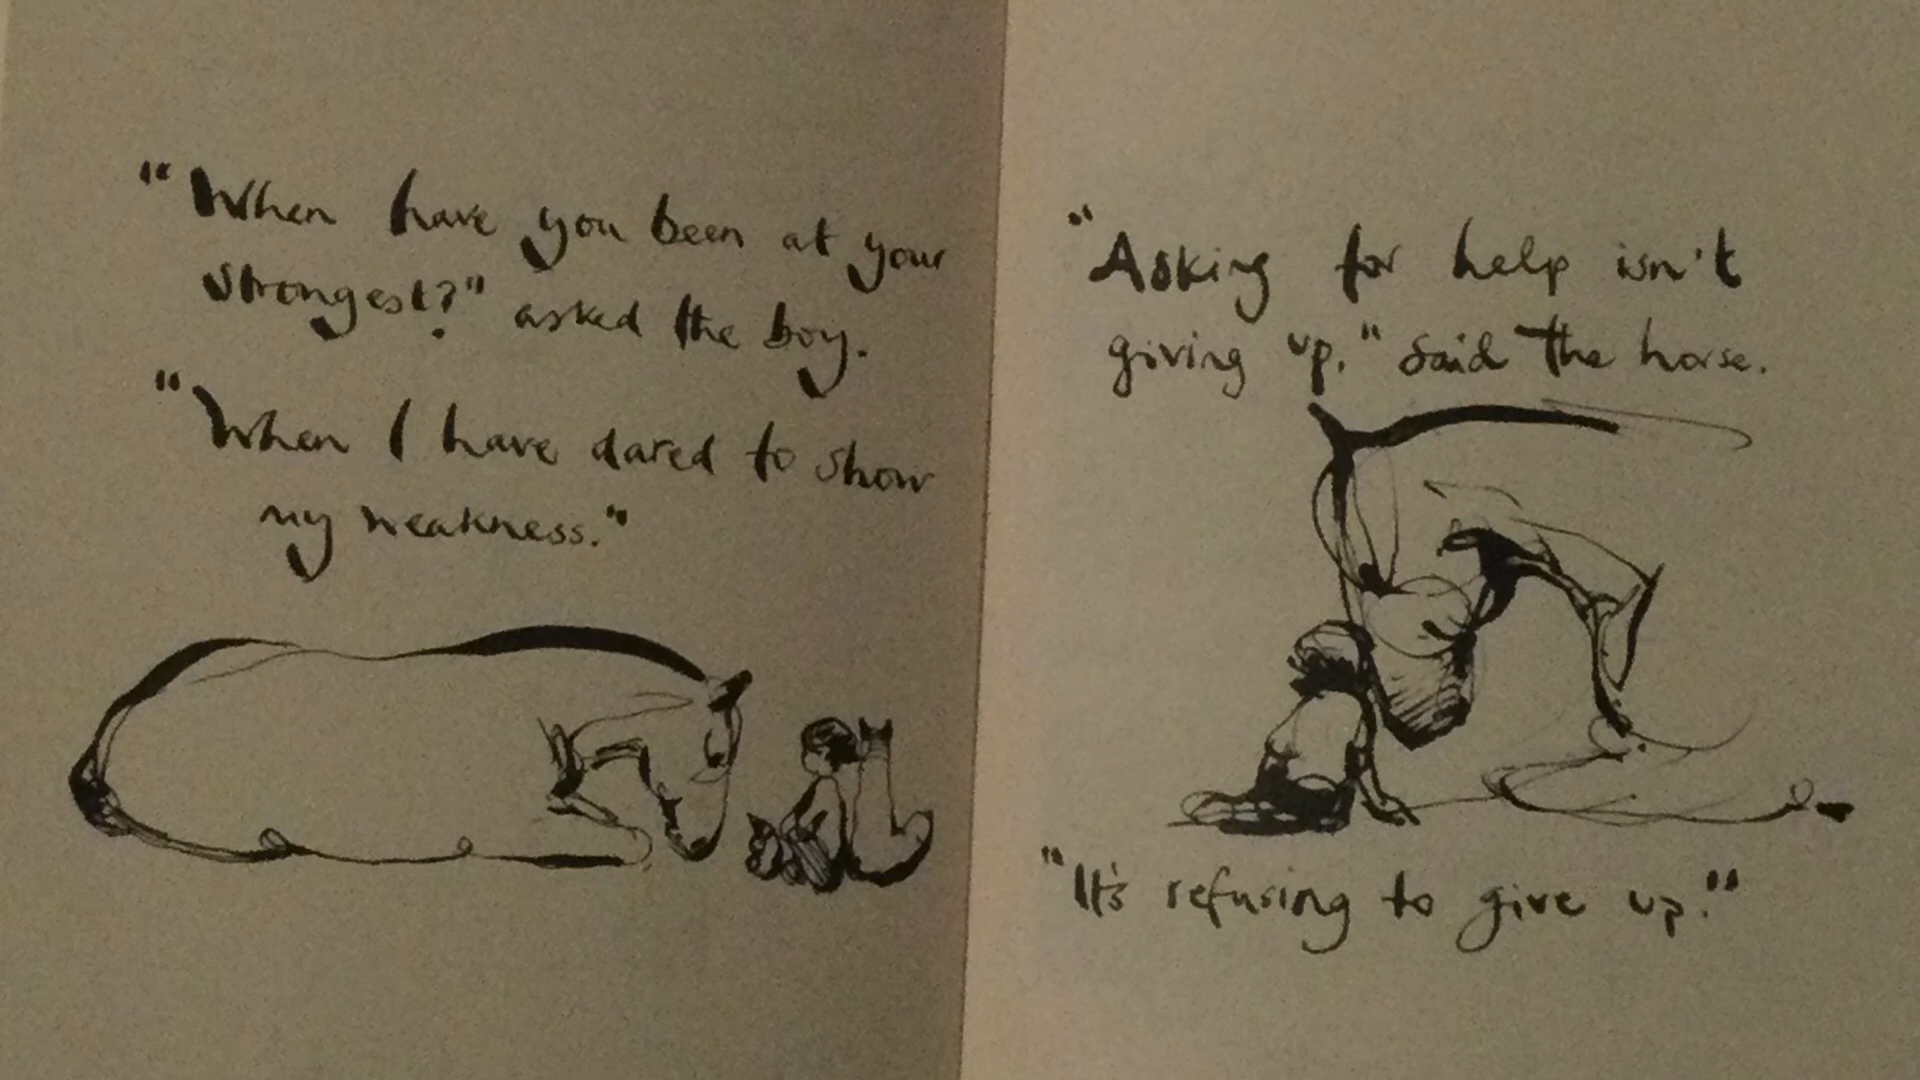 "When have you been at your
strongest?" asked the boy.
"When I have dared to show
my weakness."
"Asking for help isn't
giving up." said the horse.
"It's refusing to give up."